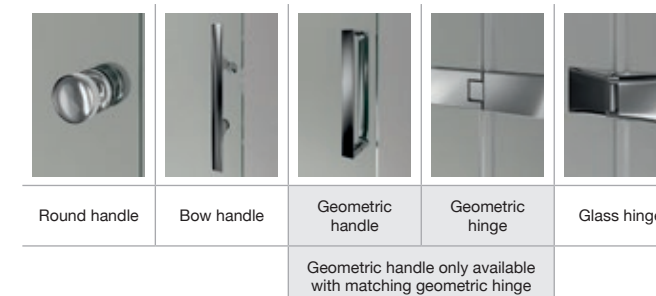 Round handle
Bow handle
Geometric
handle
Geometric
hinge
Glass hinge
Geometric handle only available
with matching geometric hinge